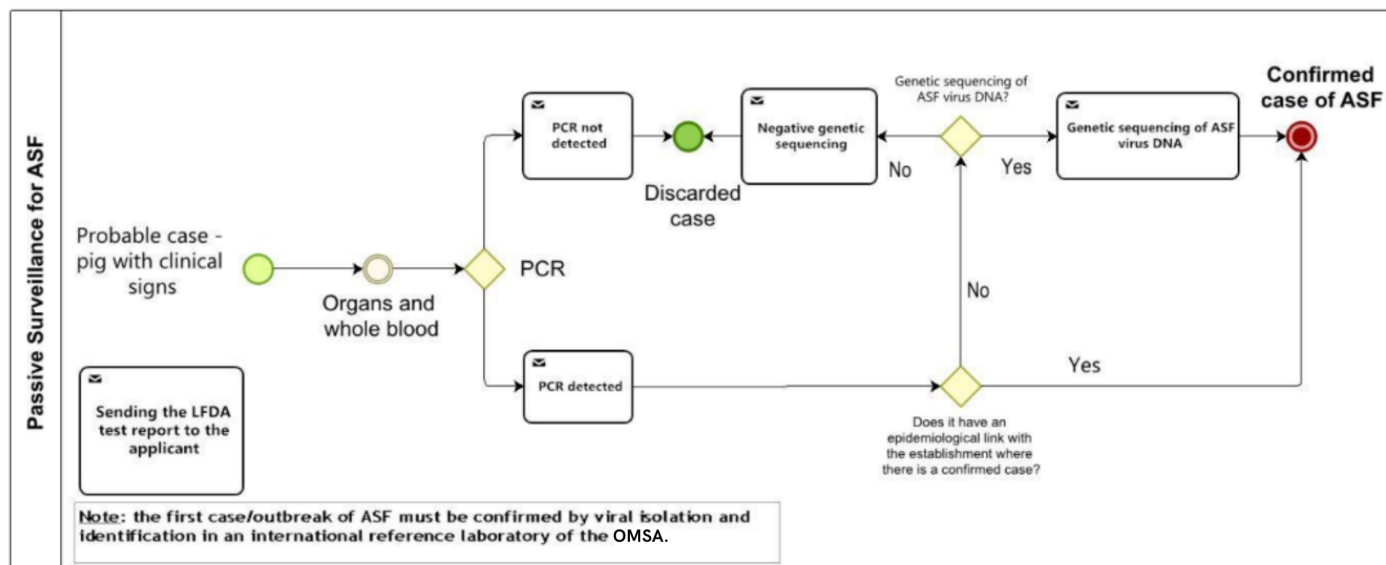 Passive Surveillance for ASF
Probable case -
pig with clinical
signs
Organs and
whole blood
PCR
PCR not
detected
Discarded
case
Negative genetic
sequencing
Genetic sequencing of
ASF virus DNA?
No
Yes
Genetic sequencing of ASF
virus DNA
Confirmed
case of ASF
No
Yes
PCR detected
Does it have an
epidemiological link with
the establishment where
there is a confirmed case?
Sending the LFDA
test report to the
applicant
Note: the first case/outbreak of ASF must be confirmed by viral isolation and
identification in an international reference laboratory of the OMSA.